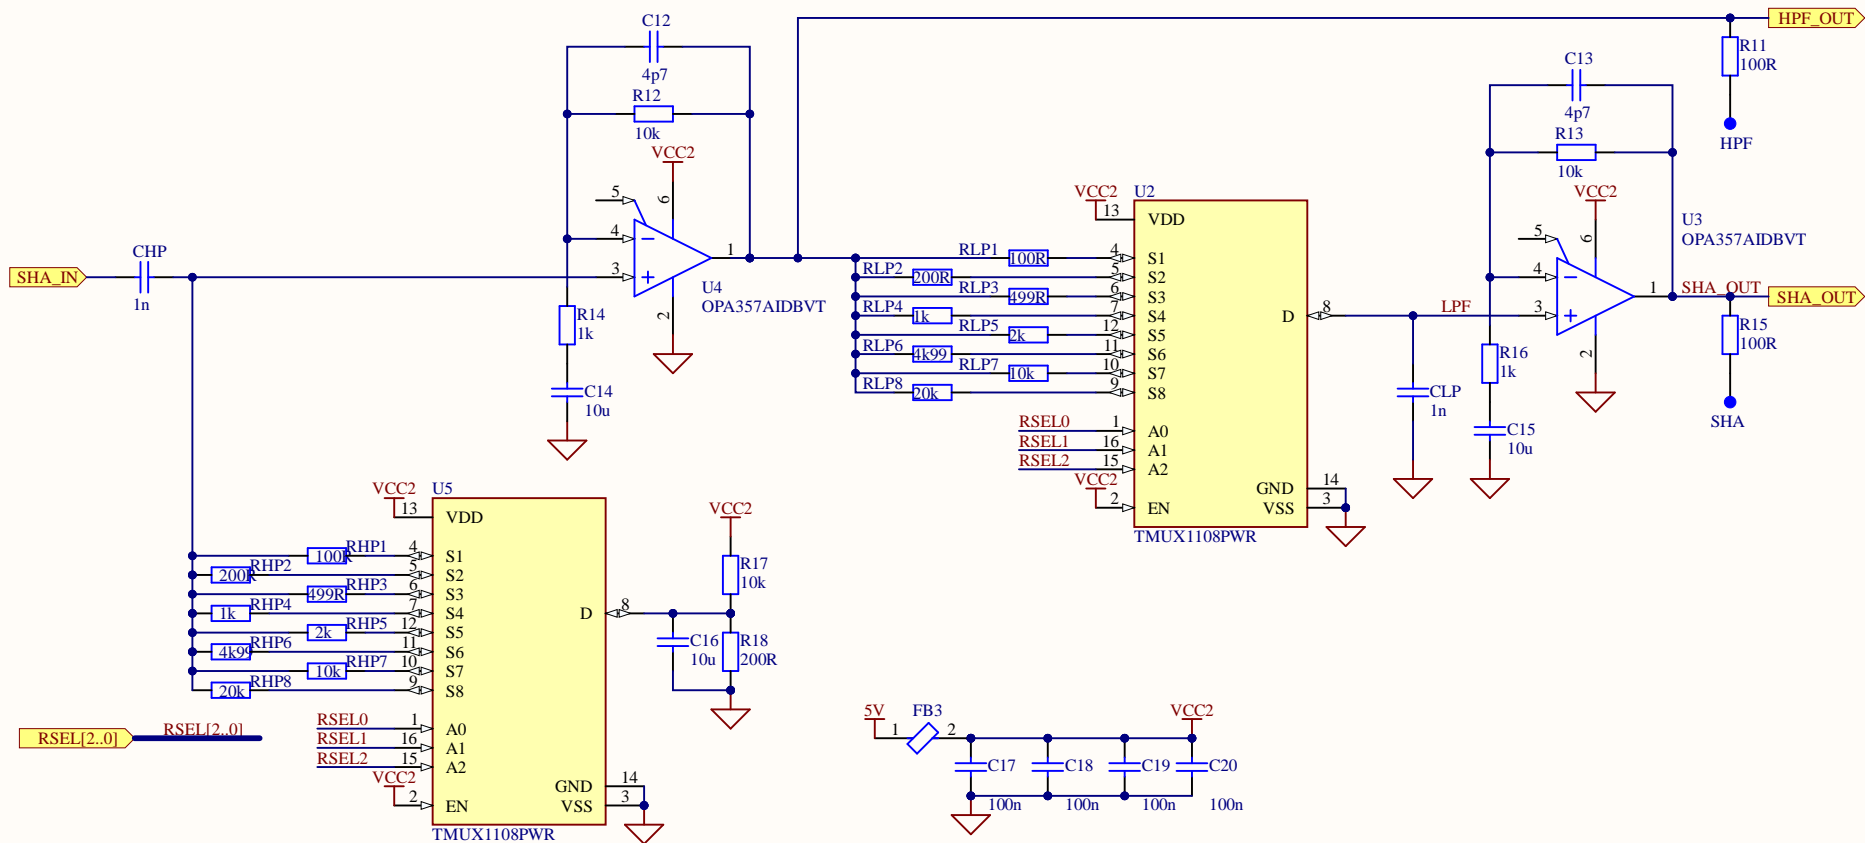 C12
4p7
R12
10k
VCC2
5
6
4
3
1
2
U4
OPA357AIDBVT
SHA_IN
CHP
1n
R14
1k
C14
10u
HPF_OUT
R11
100R
HPF
C13
4p7
R13
10k
VCC2
U3
OPA357AIDBVT
5
6
4
3
1
2
SHA_OUT
SHA_OUT
R15
100R
SHA
VCC2
U2
13
VDD
RLP1 100R 4 S1
RLP2 200R 5 S2
RLP3 499R 6 S3
RLP4 1k 7 S4
RLP5 2k 12 S5
RLP6 4k99 11 S6
RLP7 10k 10 S7
RLP8 20k 9 S8
D 8
LPF
RSEL0 1 A0
RSEL1 16 A1
RSEL2 15 A2
VCC2
2 EN
GND 14
VSS 3
TMUX1108PWR
CLP
1n
R16
1k
C15
10u
VCC2
U5
13
VDD
RHP1 100R 4 S1
RHP2 200R 5 S2
RHP3 499R 6 S3
RHP4 1k 7 S4
RHP5 2k 12 S5
RHP6 4k99 11 S6
RHP7 10k 10 S7
RHP8 20k 9 S8
D 8
RSEL0 1 A0
RSEL1 16 A1
RSEL2 15 A2
VCC2
2 EN
GND 14
VSS 3
TMUX1108PWR
RSEL[2..0]
RSEL[2..0]
VCC2
R17
10k
C16
10u
R18
200R
5V
1
FB3
2
VCC2
C17
100n
C18
100n
C19
100n
C20
100n